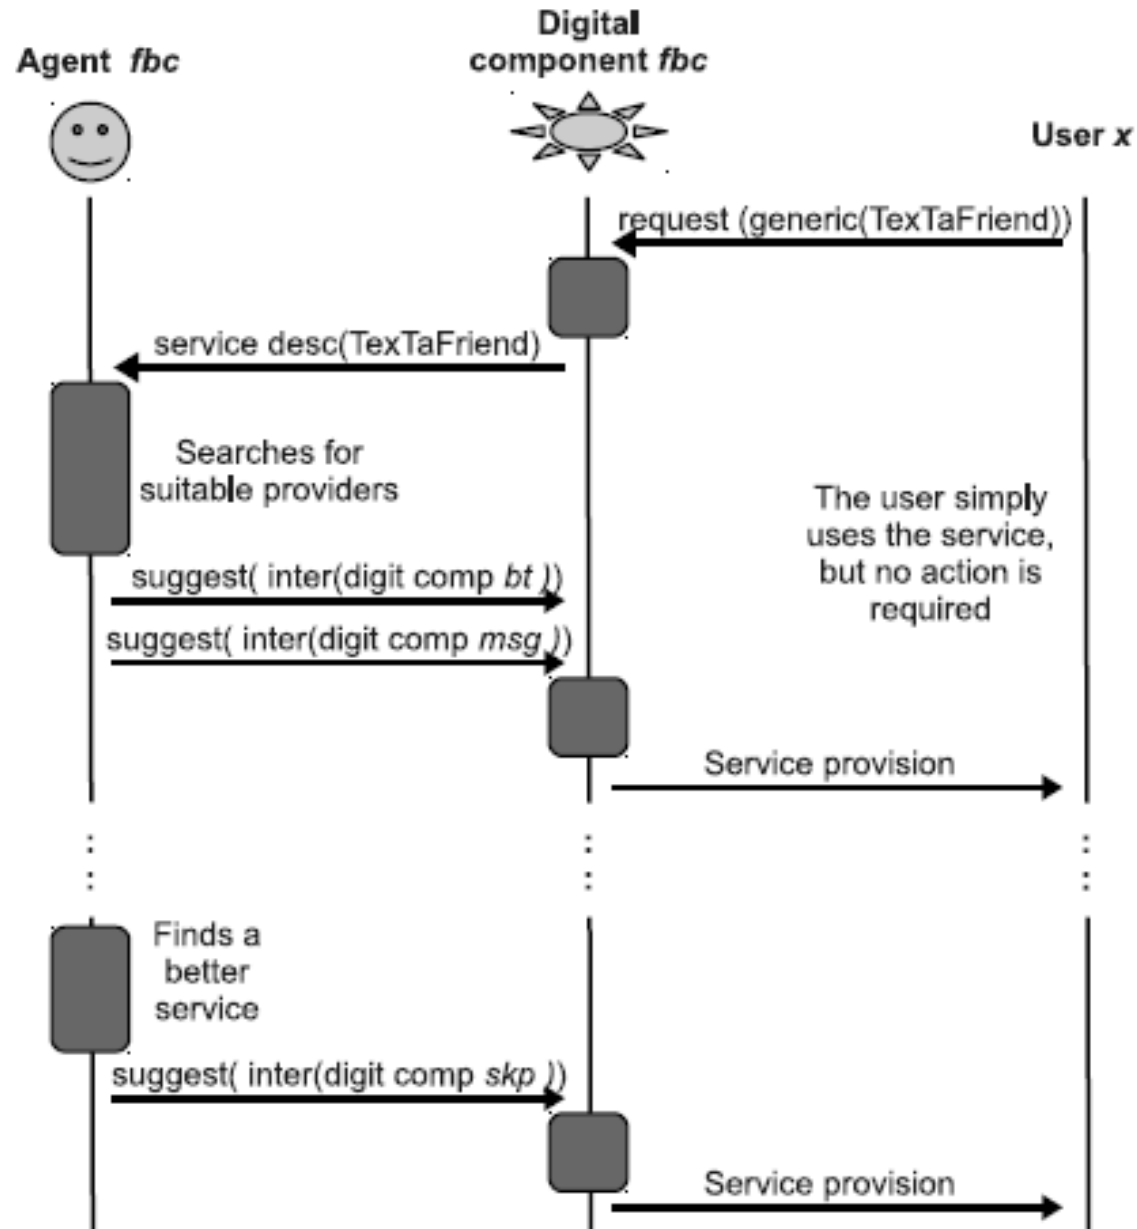 Agent fbc
Digital
component fbc
User x
request (generic(TexTaFriend))
service desc(TexTaFriend)
Searches for
suitable providers
The user simply
uses the service,
but no action is
required
suggest( inter(digit comp bt ))
suggest( inter(digit comp msg ))
Service provision
Finds a
better
service
suggest( inter(digit comp skp ))
Service provision